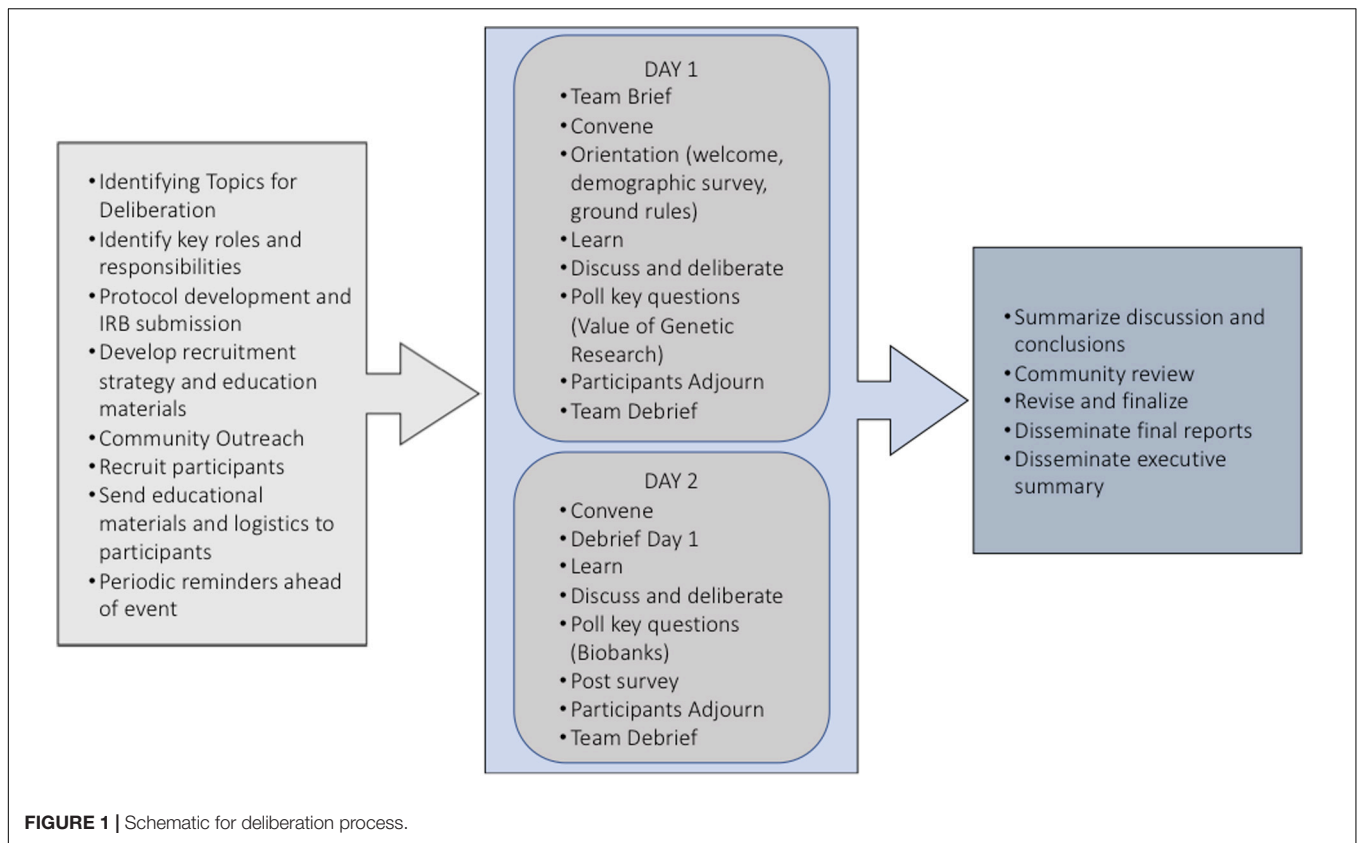 • Identifying Topics for
Deliberation
• Identify key roles and
responsibilities
• Protocol development and
IRB submission
• Develop recruitment
strategy and education
materials
• Community Outreach
• Recruit participants
• Send educational
materials and logistics to
participants
• Periodic reminders ahead
of event
DAY 1
• Team Brief
• Convene
• Orientation (welcome,
demographic survey,
ground rules)
• Learn
• Discuss and deliberate
• Poll key questions
(Value of Genetic
Research)
• Participants Adjourn
• Team Debrief
DAY 2
• Convene
• Debrief Day 1
• Learn
• Discuss and deliberate
• Poll key questions
(Biobanks)
• Post survey
• Participants Adjourn
• Team Debrief
• Summarize discussion and
conclusions
• Community review
• Revise and finalize
• Disseminate final reports
• Disseminate executive
summary
FIGURE 1 | Schematic for deliberation process.